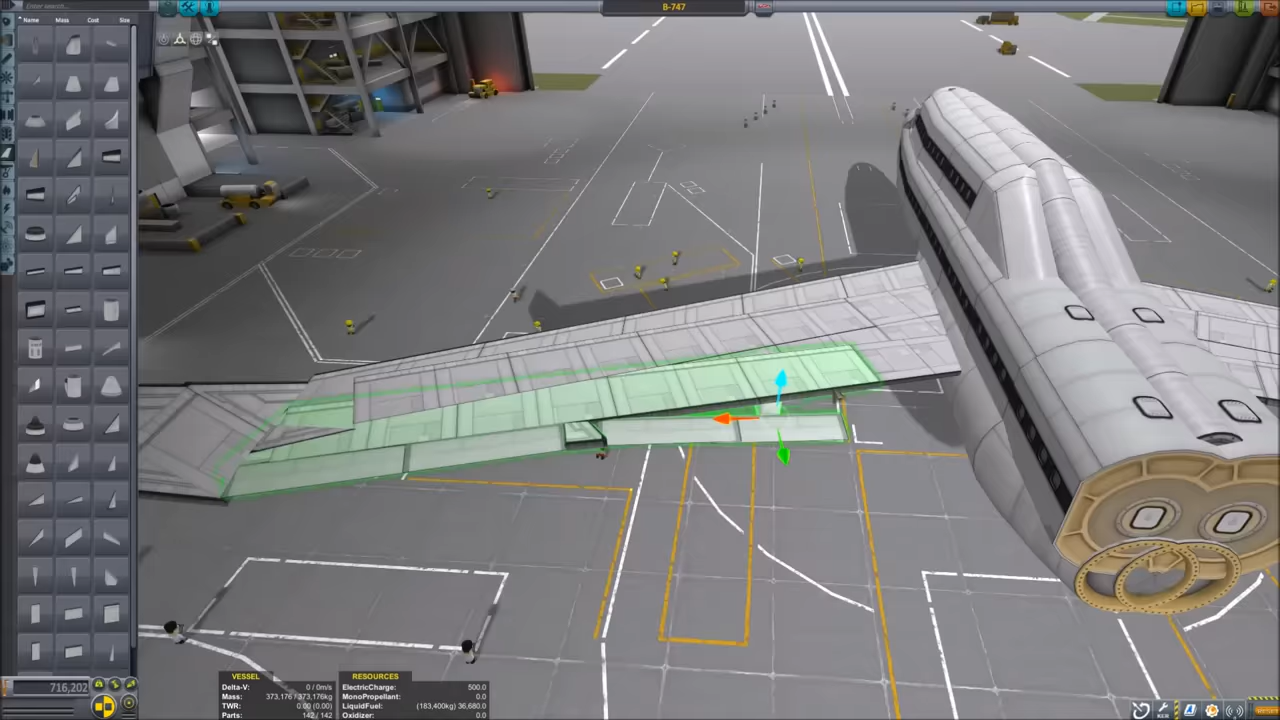 Enter search...
B-747
Name Mass Cost Size
716,202
VESSEL
Delta-V: 0 / 0m/s
Mass: 373,176 / 373,176kg
TWR: 0.00 (0.00)
Parts: 142 / 142
RESOURCES
ElectricCharge: 500.0
MonoPropellant: 0.0
LiquidFuel: (183,400kg) 36,680.0
Oxidizer: 0.0